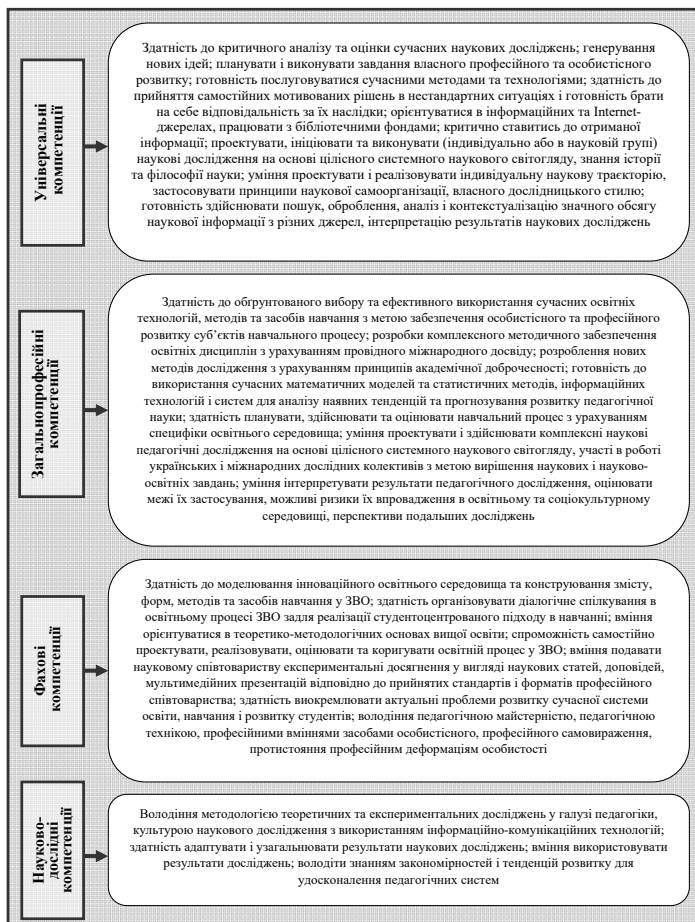 Універсальні
компетенції
Здатність до критичного аналізу та оцінки сучасних наукових досліджень; генерування
нових ідей; планувати і виконувати завдання власного професійного та особистісного
розвитку; готовність послуговуватися сучасними методами та технологіями; здатність до
прийняття самостійних мотивованих рішень в нестандартних ситуаціях і готовність брати
на себе відповідальність за їх наслідки; орієнтуватися в інформаційних та Internet-
джерелах, працювати з бібліотечними фондами; критично ставитись до отриманої
інформації; проектувати, ініціювати та виконувати (індивідуально або в науковій групі)
наукові дослідження на основі цілісного системного наукового світогляду, знання історії
та філософії науки; уміння проектувати і реалізовувати індивідуальну наукову траєкторію,
застосовувати принципи наукової самоорганізації, власного дослідницького стилю;
готовність здійснювати пошук, оброблення, аналіз і контекстуалізацію значного обсягу
наукової інформації з різних джерел, інтерпретацію результатів наукових досліджень
Загальнопрофесійні
компетенції
Здатність до обґрунтованого вибору та ефективного використання сучасних освітніх
технологій, методів та засобів навчання з метою забезпечення особистісного та професійного
розвитку суб’єктів навчального процесу; розробки комплексного методичного забезпечення
освітніх дисциплін з урахуванням провідного міжнародного досвіду; розроблення нових
методів дослідження з урахуванням принципів академічної доброчесності; готовність до
використання сучасних математичних моделей та статистичних методів, інформаційних
технологій і систем для аналізу наявних тенденцій та прогнозування розвитку педагогічної
науки; здатність планувати, здійснювати та оцінювати навчальний процес з урахуванням
специфіки освітнього середовища; уміння проектувати і здійснювати комплексні наукові
педагогічні дослідження на основі цілісного системного наукового світогляду, участі в роботі
українських і міжнародних дослідних колективів з метою вирішення наукових і науково-
освітніх завдань; уміння інтерпретувати результати педагогічного дослідження, оцінювати
межі їх застосування, можливі ризики їх впровадження в освітньому та соціокультурному
середовищі, перспективи подальших досліджень
Фахові
компетенції
Здатність до моделювання інноваційного освітнього середовища та конструювання змісту,
форм, методів та засобів навчання у ЗВО; здатність організовувати діалогічне спілкування в
освітньому процесі ЗВО задля реалізації студентоцентрованого підходу в навчанні; вміння
орієнтуватися в теоретико-методологічних основах вищої освіти; спроможність самостійно
проектувати, реалізовувати, оцінювати та коригувати освітній процес у ЗВО; вміння подавати
науковому співтовариству експериментальні досягнення у вигляді наукових статей, доповідей,
мультимедійних презентацій відповідно до прийнятих стандартів і форматів професійного
співтовариства; здатність виокремлювати актуальні проблеми розвитку сучасної системи
освіти, навчання і розвитку студентів; володіння педагогічною майстерністю, педагогічною
технікою, професійними вміннями засобами особистісного, професійного самовираження,
протистояння професійним деформаціям особистості
Науково-
дослідні
компетенції
Володіння методологією теоретичних та експериментальних досліджень у галузі педагогіки,
культурою наукового дослідження з використанням інформаційно-комунікаційних технологій;
здатність адаптувати і узагальнювати результати наукових досліджень; вміння використовувати
результати досліджень; володіти знанням закономірностей і тенденцій розвитку для
удосконалення педагогічних систем